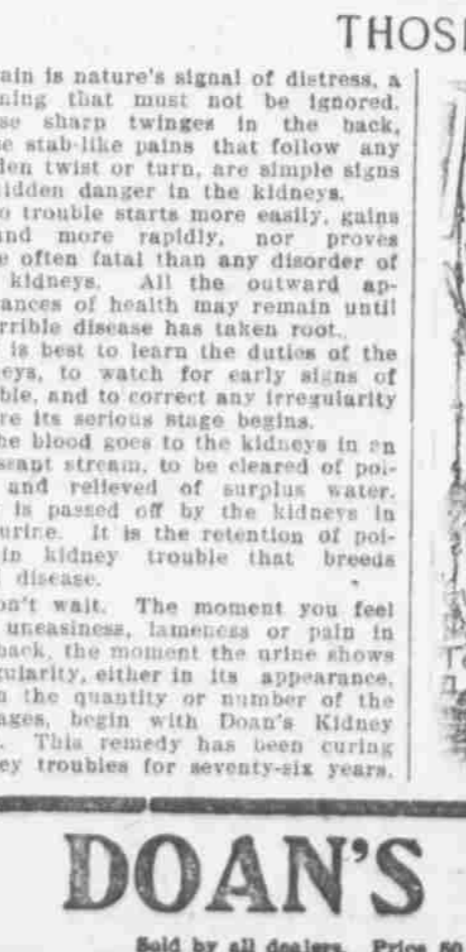 THOS
ain is nature's signal of distress, a
ning that must not be ignored.
se sharp twinges in the back,
e stab-like pains that follow any
den twist or turn, are simple signs
idden danger in the kidneys.
o trouble starts more easily, gains
und more rapidly, nor proves
e often fatal than any disorder of
kidneys. All the outward ap-
ances of health may remain until
rrible disease has taken root.
is best to learn the duties of the
eys, to watch for early signs of
ble, and to correct any irregularity
re its serious stage begins.
he blood goes to the kidneys in an
stant stream, to be cleared of poi-
and relieved of surplus water.
is passed off by the kidneys in
urine. It is the retention of poi-
in kidney trouble that breeds
disease.
on't wait. The moment you feel
uneasiness, lameness or pain in
back, the moment the urine shows
gularity, either in its appearance,
n the quantity or number of the
ages, begin with Doan's Kidney
. This remedy has been curing
ey troubles for seventy-six years.
DOAN'S
Sold by all dealers. Price 50